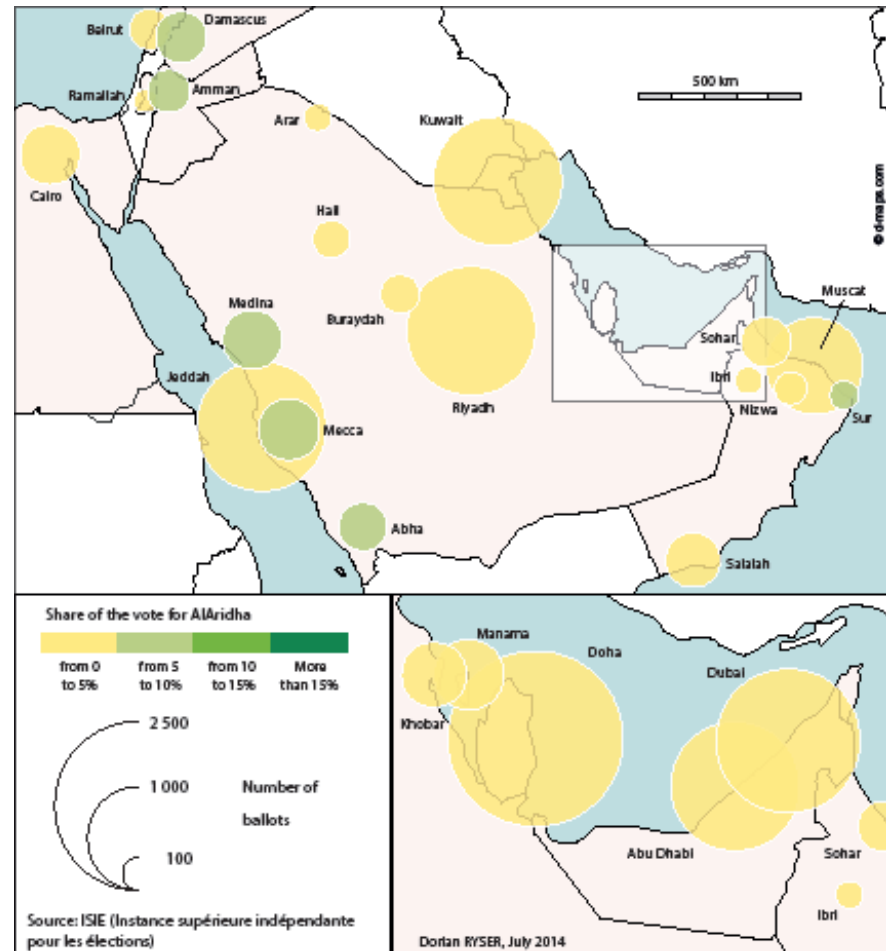 Beirut
Damascus
Ramallah
Amman
500 km
Arar
Kuwait
Cairo
© d-maps.com
Hail
Medina
Buraydah
Muscat
Sohar
Jeddah
Ibri
Riyadh
Nizwa
Mecca
Sur
Abha
Salalah
Share of the vote for AlAridha
from 0
to 5%
from 5
to 10%
from 10
to 15%
More
than 15%
2 500
1 000
100
Number of
ballots
Source: ISIE (Instance supérieure indépendante
pour les élections)
Manama
Doha
Dubai
Khobar
Abu Dhabi
Sohar
Ibri
Dorian RYSER, July 2014